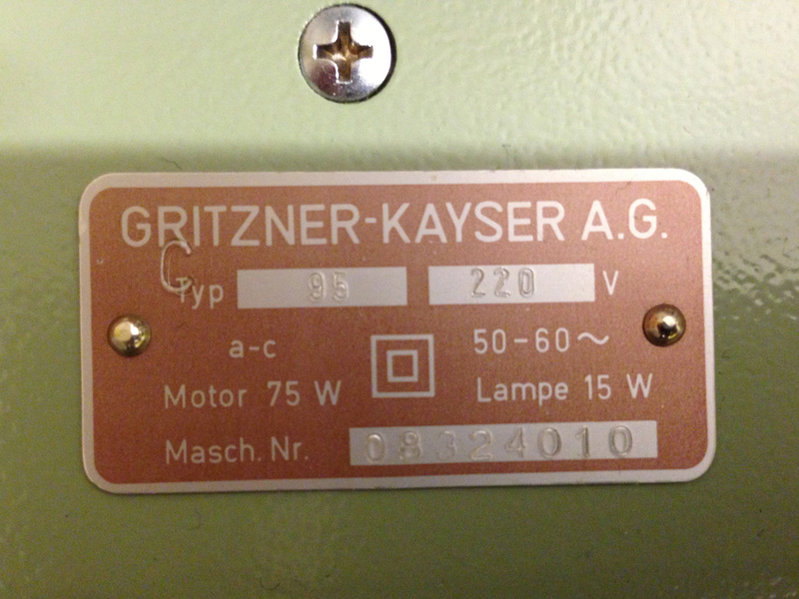 GRITZNER-KAYSER A.G.
C
Typ 95 220 V
a-c 50-60~
Motor 75 W Lampe 15 W
Masch. Nr. 08324010